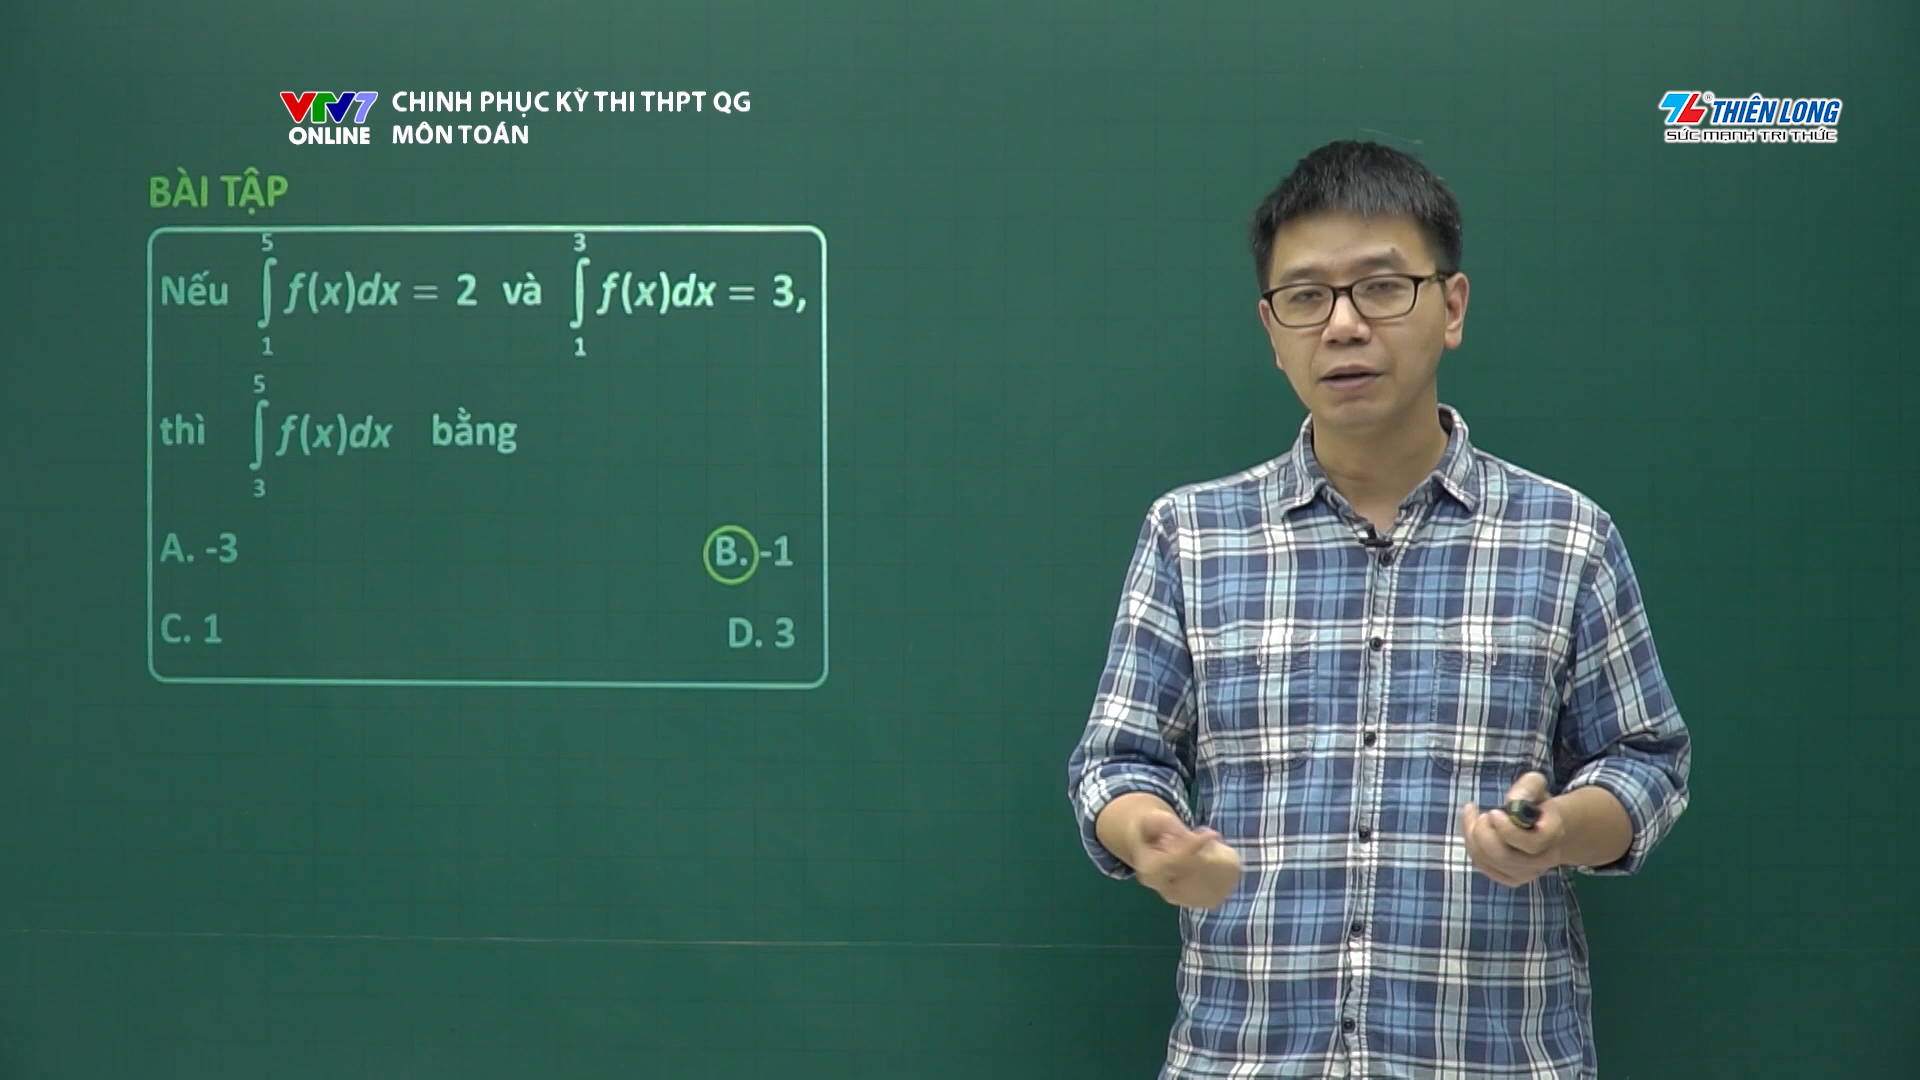 VTV7 ONLINE
CHINH PHỤC KỲ THI THPT QG
MÔN TOÁN
THIÊN LONG
SỨC MẠNH TRI THỨC
BÀI TẬP
Nếu ∫₁⁵ f(x)dx = 2 và ∫₁³ f(x)dx = 3,
thì ∫₃⁵ f(x)dx bằng
A. -3
B. -1
C. 1
D. 3